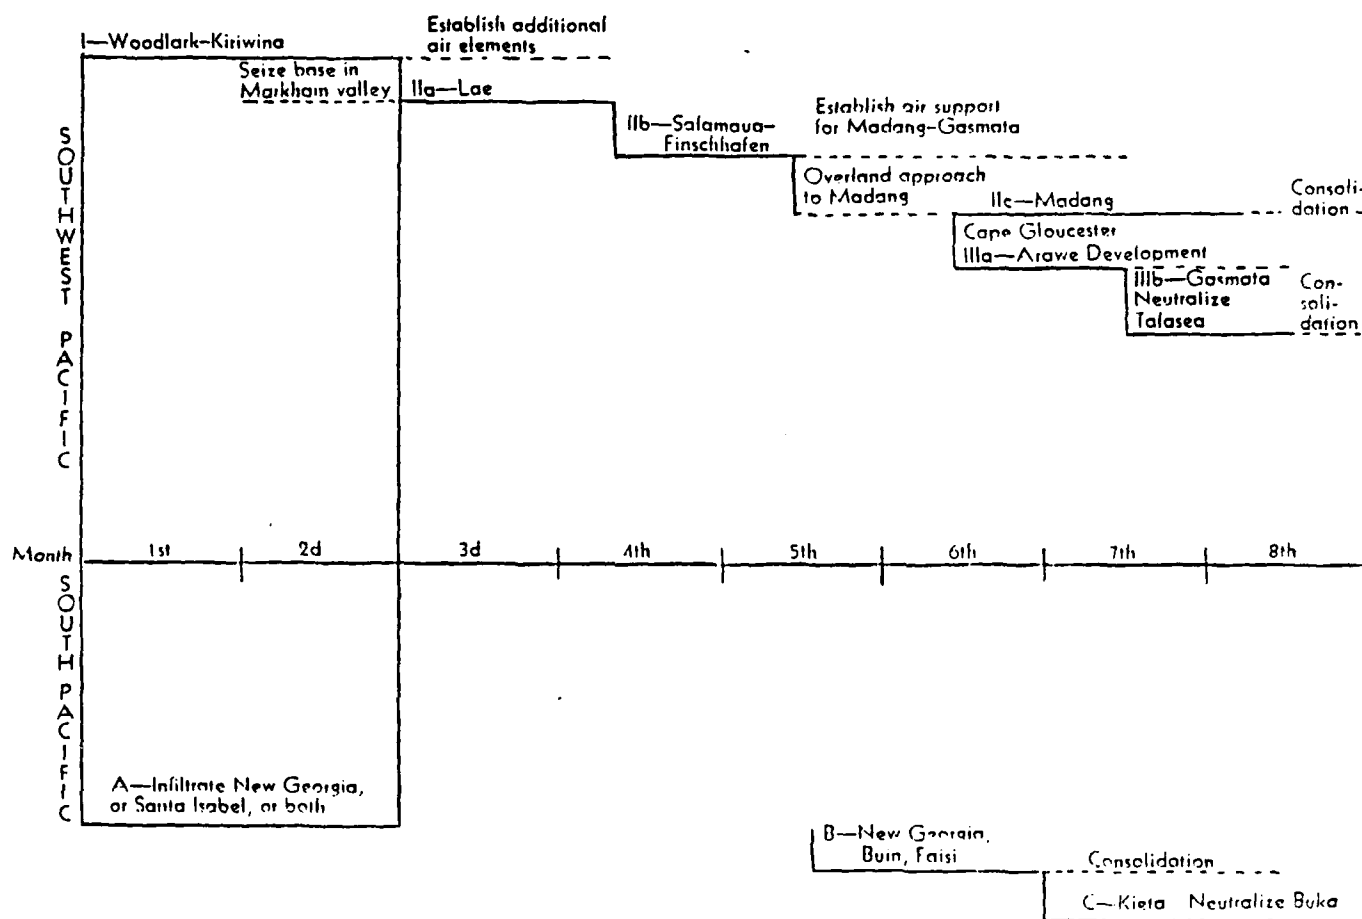 Establish additional
air elements
I—Woodlark-Kiriwina
Seize base in
Markham valley
IIa—Lae
IIb—Salamaua-
Finschhafen
Establish air support
for Madang-Gasmata
Overland approach
to Madang
IIc—Madang
Consoli-
dation
Cape Gloucester
IIIa—Arawe Development
IIIb—Gasmata
Neutralize
Talasea
Con-
soli-
dation
SOUTHWEST PACIFIC
Month 1st 2d 3d 4th 5th 6th 7th 8th
SOUTH PACIFIC
A—Infiltrate New Georgia,
or Santa Isabel, or both
B—New Georgia,
Buin, Faisi
Consolidation
C—Kieta Neutralize Buka